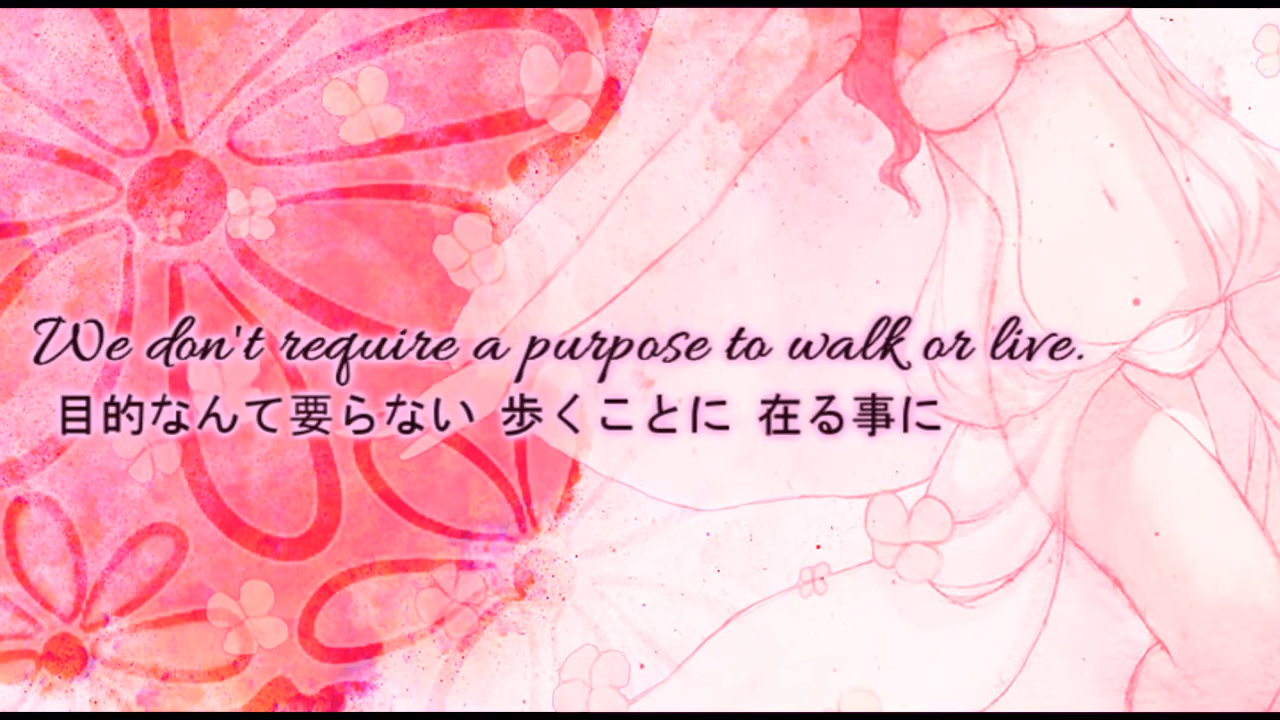 We don't require a purpose to walk or live.
目的なんて要らない 歩くことに 在る事に